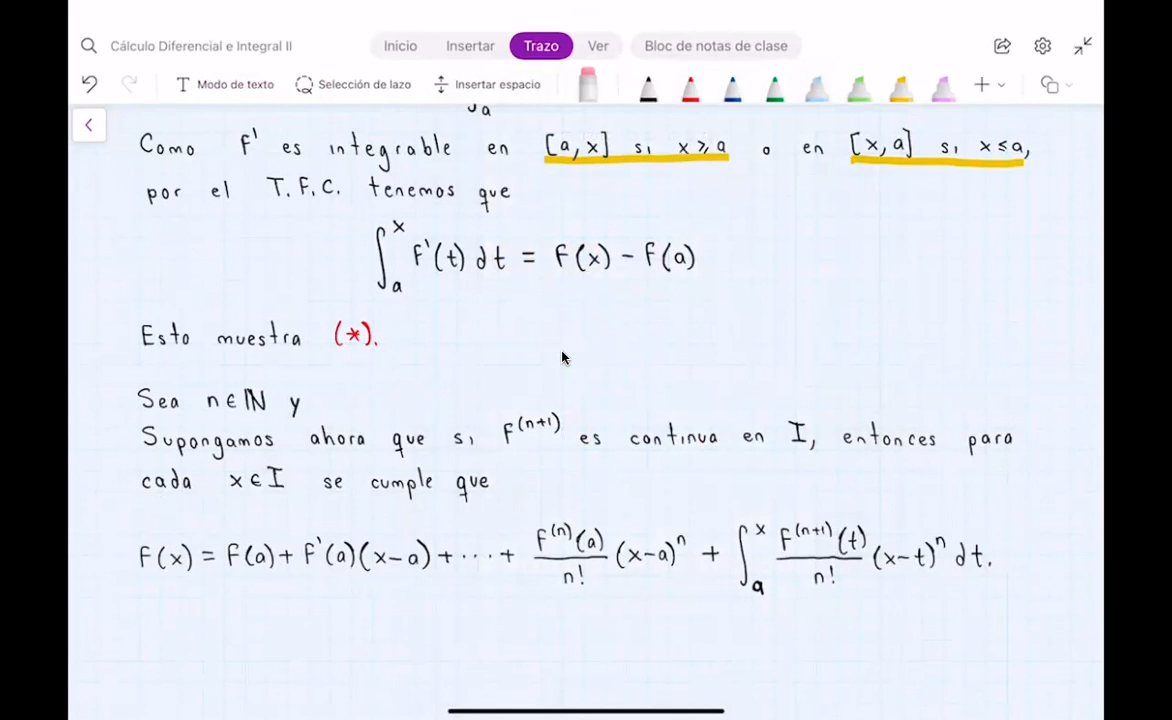 Cálculo Diferencial e Integral II
Inicio Insertar Trazo Ver Bloc de notas de clase
Modo de texto Selección de lazo Insertar espacio
∫a
Como f' es integrable en [a,x] si x≥a o en [x,a] si x≤a,
por el T.F.C. tenemos que
∫_a^x f'(t) dt = f(x) - f(a)
Esto muestra (*).
Sea n∈ℕ y
Supongamos ahora que si f^(n+1) es continua en I, entonces para
cada x∈I se cumple que
f(x) = f(a) + f'(a)(x-a) + ... + f^(n)(a)/n! (x-a)^n + ∫_a^x f^(n+1)(t)/n! (x-t)^n dt.